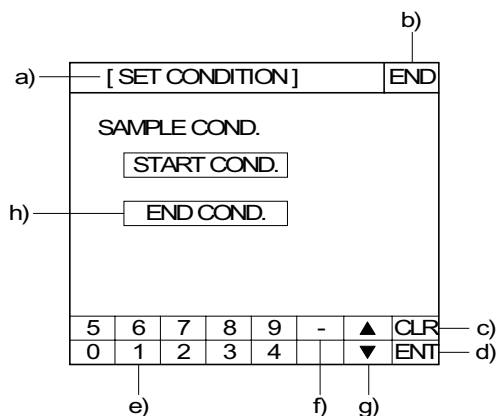 b)
a) [ SET CONDITION ] END
SAMPLE COND.
START COND.
h) END COND.
5 6 7 8 9 - ▲ CLR c)
0 1 2 3 4 ▼ ENT d)
e) f) g)